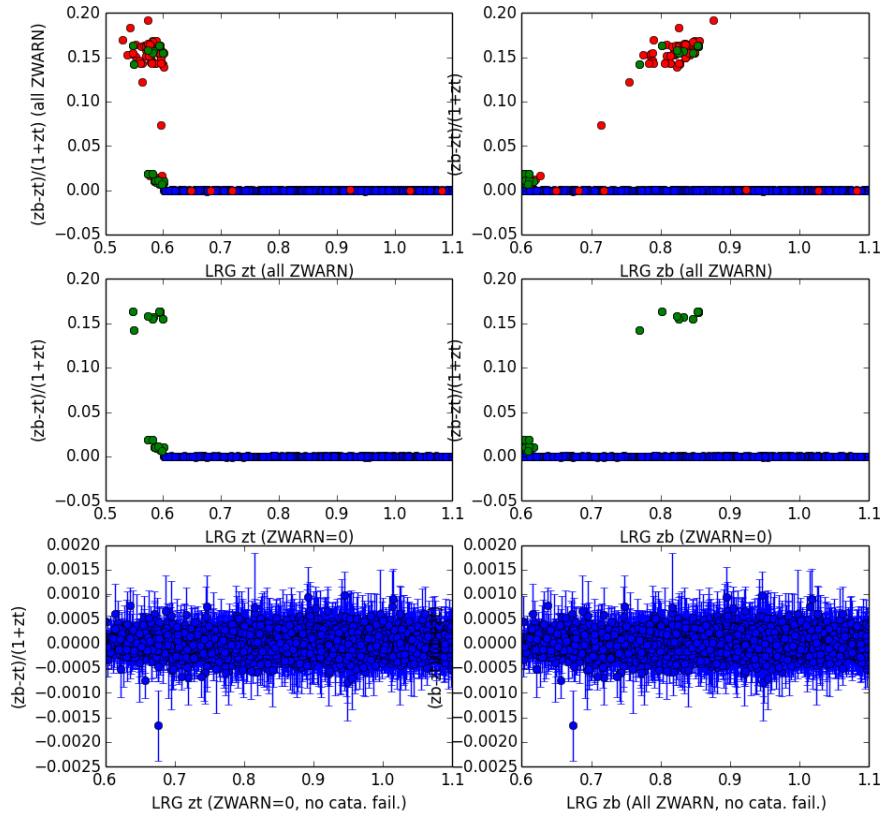 0.20
0.15
0.10
0.05
0.00
−0.05
(zb-zt)/(1+zt) (all ZWARN)
0.5 0.6 0.7 0.8 0.9 1.0 1.1
LRG zt (all ZWARN)
0.20
0.15
0.10
0.05
0.00
−0.05
(zb-zt)/(1+zt)
0.6 0.7 0.8 0.9 1.0 1.1
LRG zb (all ZWARN)
0.20
0.15
0.10
0.05
0.00
−0.05
(zb-zt)/(1+zt)
0.5 0.6 0.7 0.8 0.9 1.0 1.1
LRG zt (ZWARN=0)
0.20
0.15
0.10
0.05
0.00
−0.05
(zb-zt)/(1+zt)
0.6 0.7 0.8 0.9 1.0 1.1
LRG zb (ZWARN=0)
0.0020
0.0015
0.0010
0.0005
0.0000
−0.0005
−0.0010
−0.0015
−0.0020
−0.0025
(zb-zt)/(1+zt)
0.6 0.7 0.8 0.9 1.0 1.1
LRG zt (ZWARN=0, no cata. fail.)
0.0020
0.0015
0.0010
0.0005
0.0000
−0.0005
−0.0010
−0.0015
−0.0020
−0.0025
0.6 0.7 0.8 0.9 1.0 1.1
LRG zb (All ZWARN, no cata. fail.)